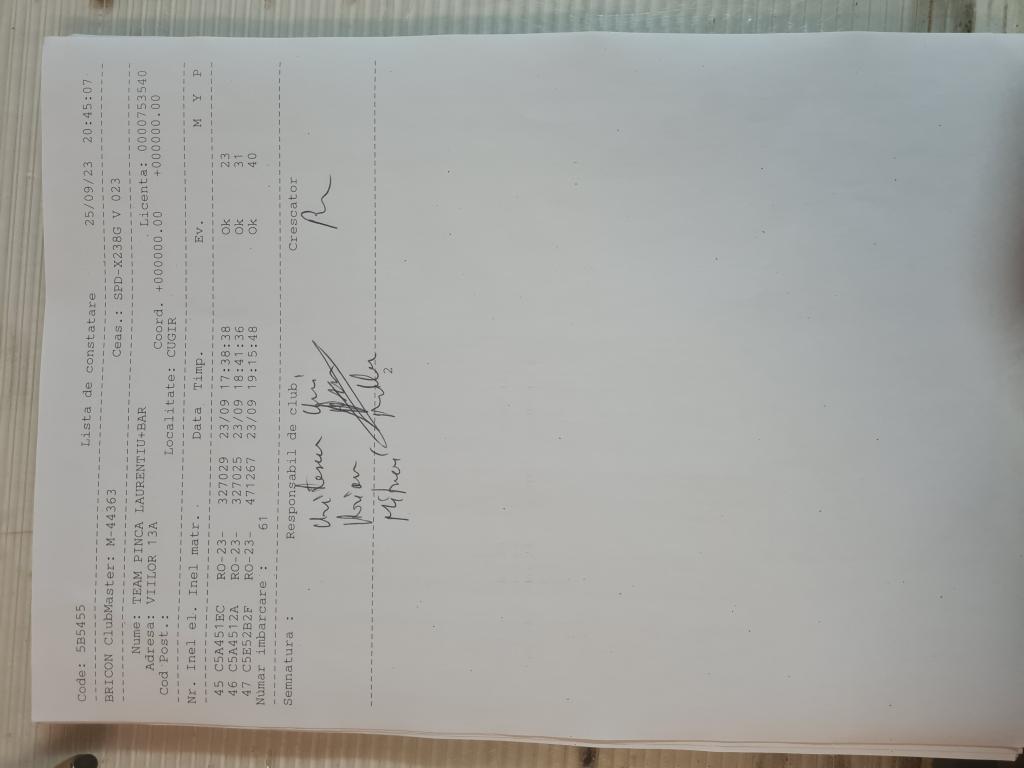 Code: 5B5455 Lista de constatare 25/09/23 20:45:07
BRICON ClubMaster: M-44363 Ceas.: SPD-X238G V 023
Nume: TEAM PINCA LAURENTIU+BAR Licenta: 0000753540
Adresa: VIILOR 13A Coord. +000000.00 +000000.00
Cod Post.: Localitate: CUGIR
Nr. Inel el. Inel matr.. Data Timp. Ev. M Y P
45 C5A451EC RO-23- 327029 23/09 17:38:38 Ok 23
46 C5A4512A RO-23- 327025 23/09 18:41:36 Ok 31
47 C5E52B2F RO-23- 471267 23/09 19:15:48 Ok 40
Numar imbarcare : 61
Semnatura : Responsabil de club: Crescator
2